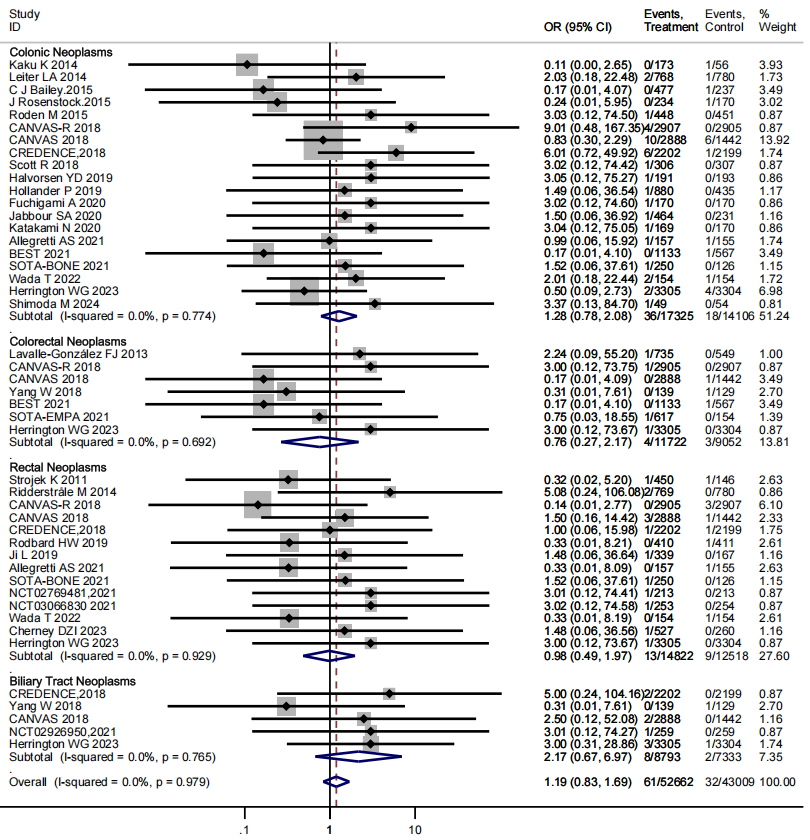 Study Events, Events, %
ID OR (95% CI) Treatment Control Weight
Colonic Neoplasms
Kaku K 2014 0.11 (0.00, 2.65) 0/173 1/56 3.93
Leiter LA 2014 2.03 (0.18, 22.48) 2/768 1/780 1.73
C J Bailey.2015 0.17 (0.01, 4.07) 0/477 1/237 3.49
J Rosenstock.2015 0.24 (0.01, 5.95) 0/234 1/170 3.02
Roden M 2015 3.03 (0.12, 74.50) 1/448 0/451 0.87
CANVAS-R 2018 9.01 (0.48, 167.35) 4/2907 0/2905 0.87
CANVAS 2018 0.83 (0.30, 2.29) 10/2888 6/1442 13.92
CREDENCE,2018 6.01 (0.72, 49.92) 6/2202 1/2199 1.74
Scott R 2018 3.02 (0.12, 74.42) 1/306 0/307 0.87
Halvorsen YD 2019 3.05 (0.12, 75.27) 1/191 0/193 0.86
Hollander P 2019 1.49 (0.06, 36.54) 1/880 0/435 1.17
Fuchigami A 2020 3.02 (0.12, 74.60) 1/170 0/170 0.86
Jabbour SA 2020 1.50 (0.06, 36.92) 1/464 0/231 1.16
Katakami N 2020 3.04 (0.12, 75.05) 1/169 0/170 0.86
Allegretti AS 2021 0.99 (0.06, 15.92) 1/157 1/155 1.74
BEST 2021 0.17 (0.01, 4.10) 0/1133 1/567 3.49
SOTA-BONE 2021 1.52 (0.06, 37.61) 1/250 0/126 1.15
Wada T 2022 2.01 (0.18, 22.44) 2/154 1/154 1.72
Herrington WG 2023 0.50 (0.09, 2.73) 2/3305 4/3304 6.98
Shimoda M 2024 3.37 (0.13, 84.70) 1/49 0/54 0.81
Subtotal (I-squared = 0.0%, p = 0.774) 1.28 (0.78, 2.08) 36/17325 18/14106 51.24
.
Colorectal Neoplasms
Lavalle-González FJ 2013 2.24 (0.09, 55.20) 1/735 0/549 1.00
CANVAS-R 2018 3.00 (0.12, 73.75) 1/2905 0/2907 0.87
CANVAS 2018 0.17 (0.01, 4.09) 0/2888 1/1442 3.49
Yang W 2018 0.31 (0.01, 7.61) 0/139 1/129 2.70
BEST 2021 0.17 (0.01, 4.10) 0/1133 1/567 3.49
SOTA-EMPA 2021 0.75 (0.03, 18.55) 1/617 0/154 1.39
Herrington WG 2023 3.00 (0.12, 73.67) 1/3305 0/3304 0.87
Subtotal (I-squared = 0.0%, p = 0.692) 0.76 (0.27, 2.17) 4/11722 3/9052 13.81
.
Rectal Neoplasms
Strojek K 2011 0.32 (0.02, 5.20) 1/450 1/146 2.63
Ridderstråle M 2014 5.08 (0.24, 106.08) 2/769 0/780 0.86
CANVAS-R 2018 0.14 (0.01, 2.77) 0/2905 3/2907 6.10
CANVAS 2018 1.50 (0.16, 14.42) 3/2888 1/1442 2.33
CREDENCE,2018 1.00 (0.06, 15.98) 1/2202 1/2199 1.75
Rodbard HW 2019 0.33 (0.01, 8.21) 0/410 1/411 2.61
Ji L 2019 1.48 (0.06, 36.64) 1/339 0/167 1.16
Allegretti AS 2021 0.33 (0.01, 8.09) 0/157 1/155 2.63
SOTA-BONE 2021 1.52 (0.06, 37.61) 1/250 0/126 1.15
NCT02769481,2021 3.01 (0.12, 74.41) 1/213 0/213 0.87
NCT03066830 2021 3.02 (0.12, 74.58) 1/253 0/254 0.87
Wada T 2022 0.33 (0.01, 8.19) 0/154 1/154 2.61
Cherney DZI 2023 1.48 (0.06, 36.56) 1/527 0/260 1.16
Herrington WG 2023 3.00 (0.12, 73.67) 1/3305 0/3304 0.87
Subtotal (I-squared = 0.0%, p = 0.929) 0.98 (0.49, 1.97) 13/14822 9/12518 27.60
.
Biliary Tract Neoplasms
CREDENCE,2018 5.00 (0.24, 104.16) 2/2202 0/2199 0.87
Yang W 2018 0.31 (0.01, 7.61) 0/139 1/129 2.70
CANVAS 2018 2.50 (0.12, 52.08) 2/2888 0/1442 1.16
NCT02926950,2021 3.01 (0.12, 74.27) 1/259 0/259 0.87
Herrington WG 2023 3.00 (0.31, 28.86) 3/3305 1/3304 1.74
Subtotal (I-squared = 0.0%, p = 0.765) 2.17 (0.67, 6.97) 8/8793 2/7333 7.35
.
Overall (I-squared = 0.0%, p = 0.979) 1.19 (0.83, 1.69) 61/52662 32/43009 100.00
.1 1 10